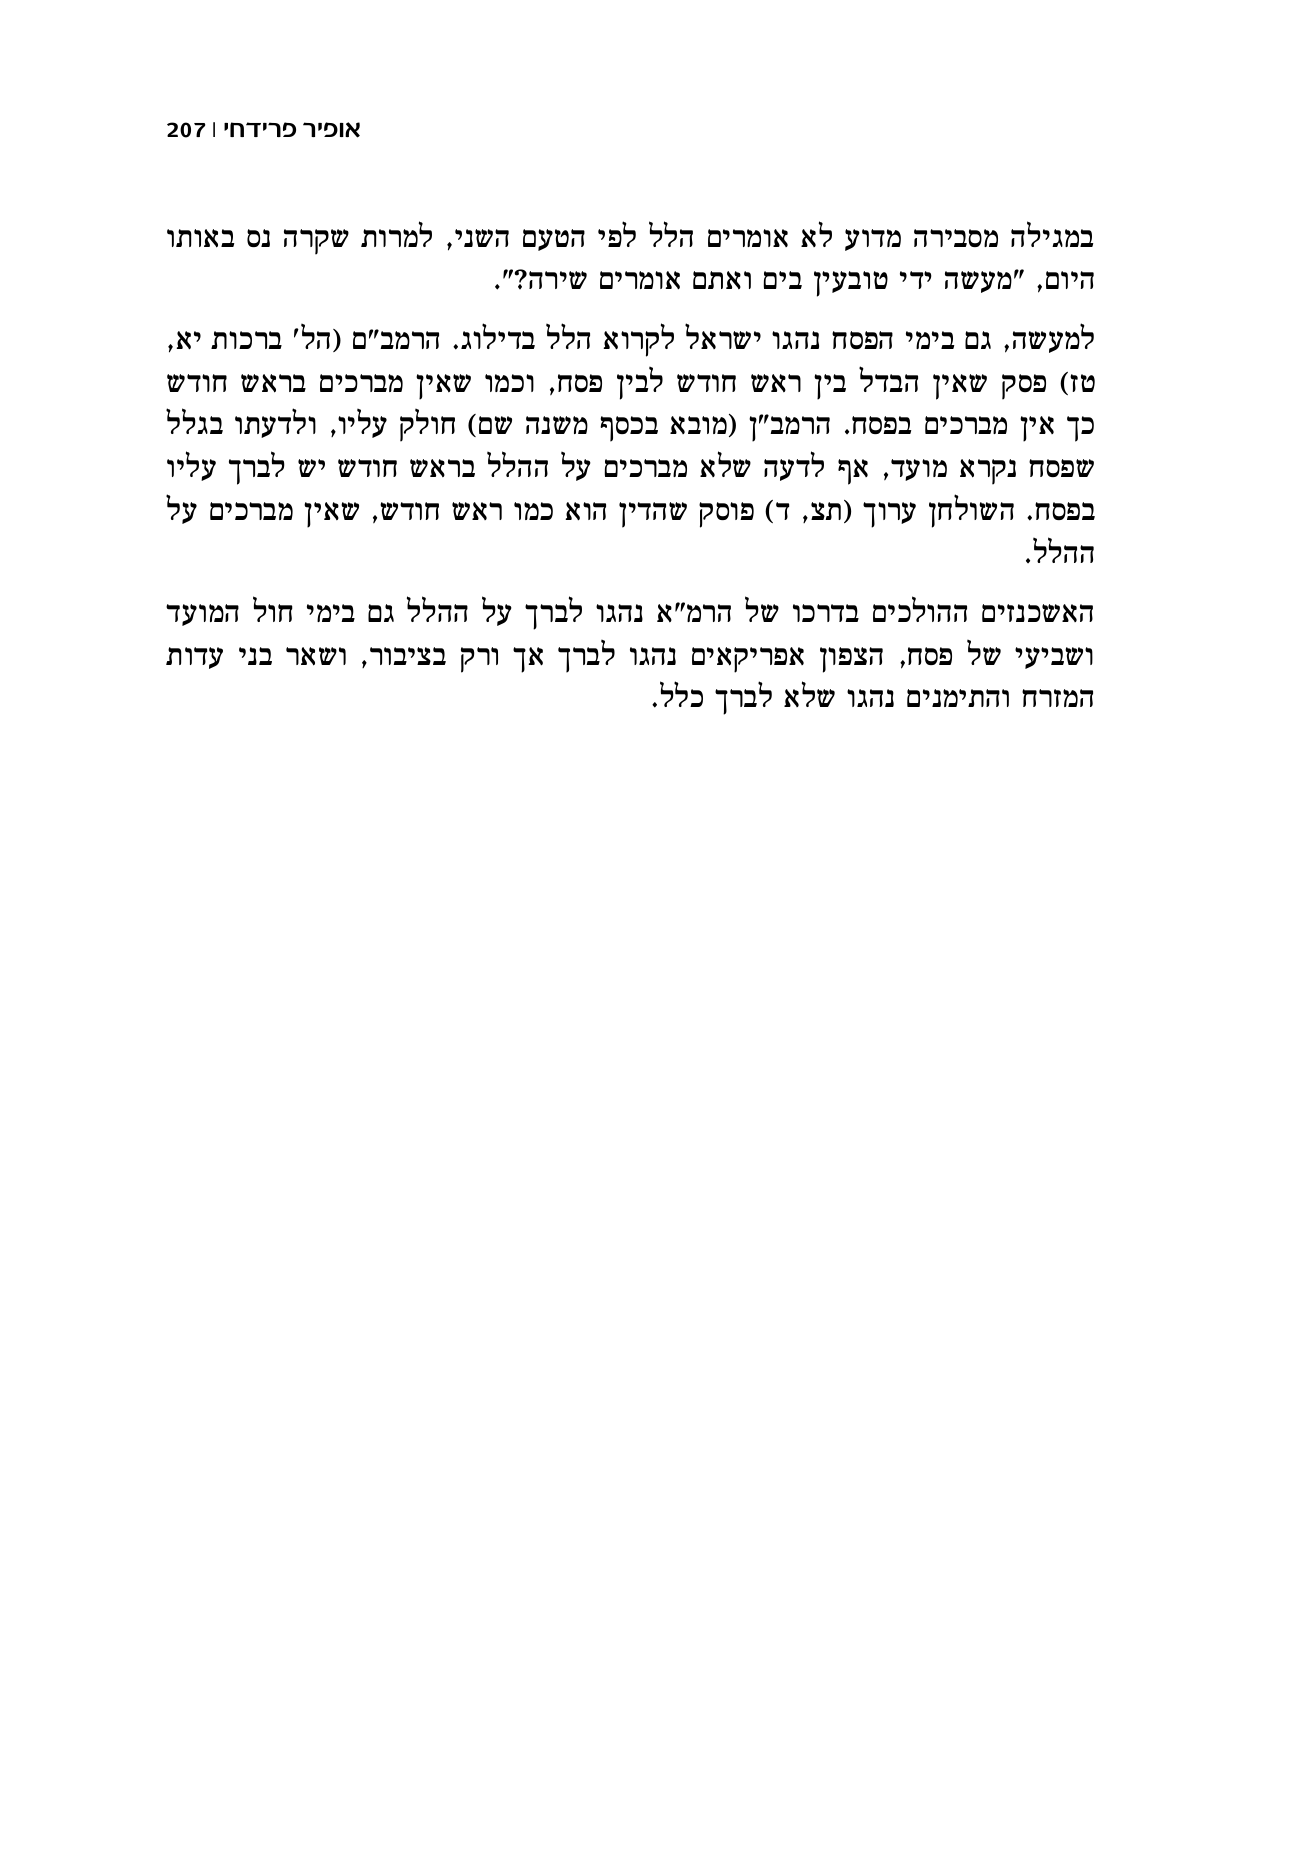 אופיר פרידחי | 207
במגילה מסבירה מדוע לא אומרים הלל לפי הטעם השני, למרות שקרה נס באותו
היום, "מעשה ידי טובעין בים ואתם אומרים שירה?".
למעשה, גם בימי הפסח נהגו ישראל לקרוא הלל בדילוג. הרמב"ם (הל' ברכות יא,
טז) פסק שאין הבדל בין ראש חודש לבין פסח, וכמו שאין מברכים בראש חודש
כך אין מברכים בפסח. הרמב"ן (מובא בכסף משנה שם) חולק עליו, ולדעתו בגלל
שפסח נקרא מועד, אף לדעה שלא מברכים על ההלל בראש חודש יש לברך עליו
בפסח. השולחן ערוך (תצ, ד) פוסק שהדין הוא כמו ראש חודש, שאין מברכים על
ההלל.
האשכנזים ההולכים בדרכו של הרמ"א נהגו לברך על ההלל גם בימי חול המועד
ושביעי של פסח, הצפון אפריקאים נהגו לברך אך ורק בציבור, ושאר בני עדות
המזרח והתימנים נהגו שלא לברך כלל.